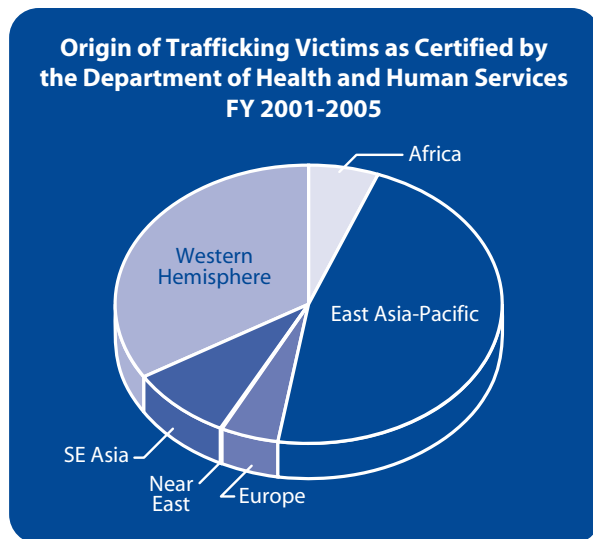 Origin of Trafficking Victims as Certified by
the Department of Health and Human Services
FY 2001-2005
Africa
Western
Hemisphere
East Asia-Pacific
SE Asia
Near
East
Europe